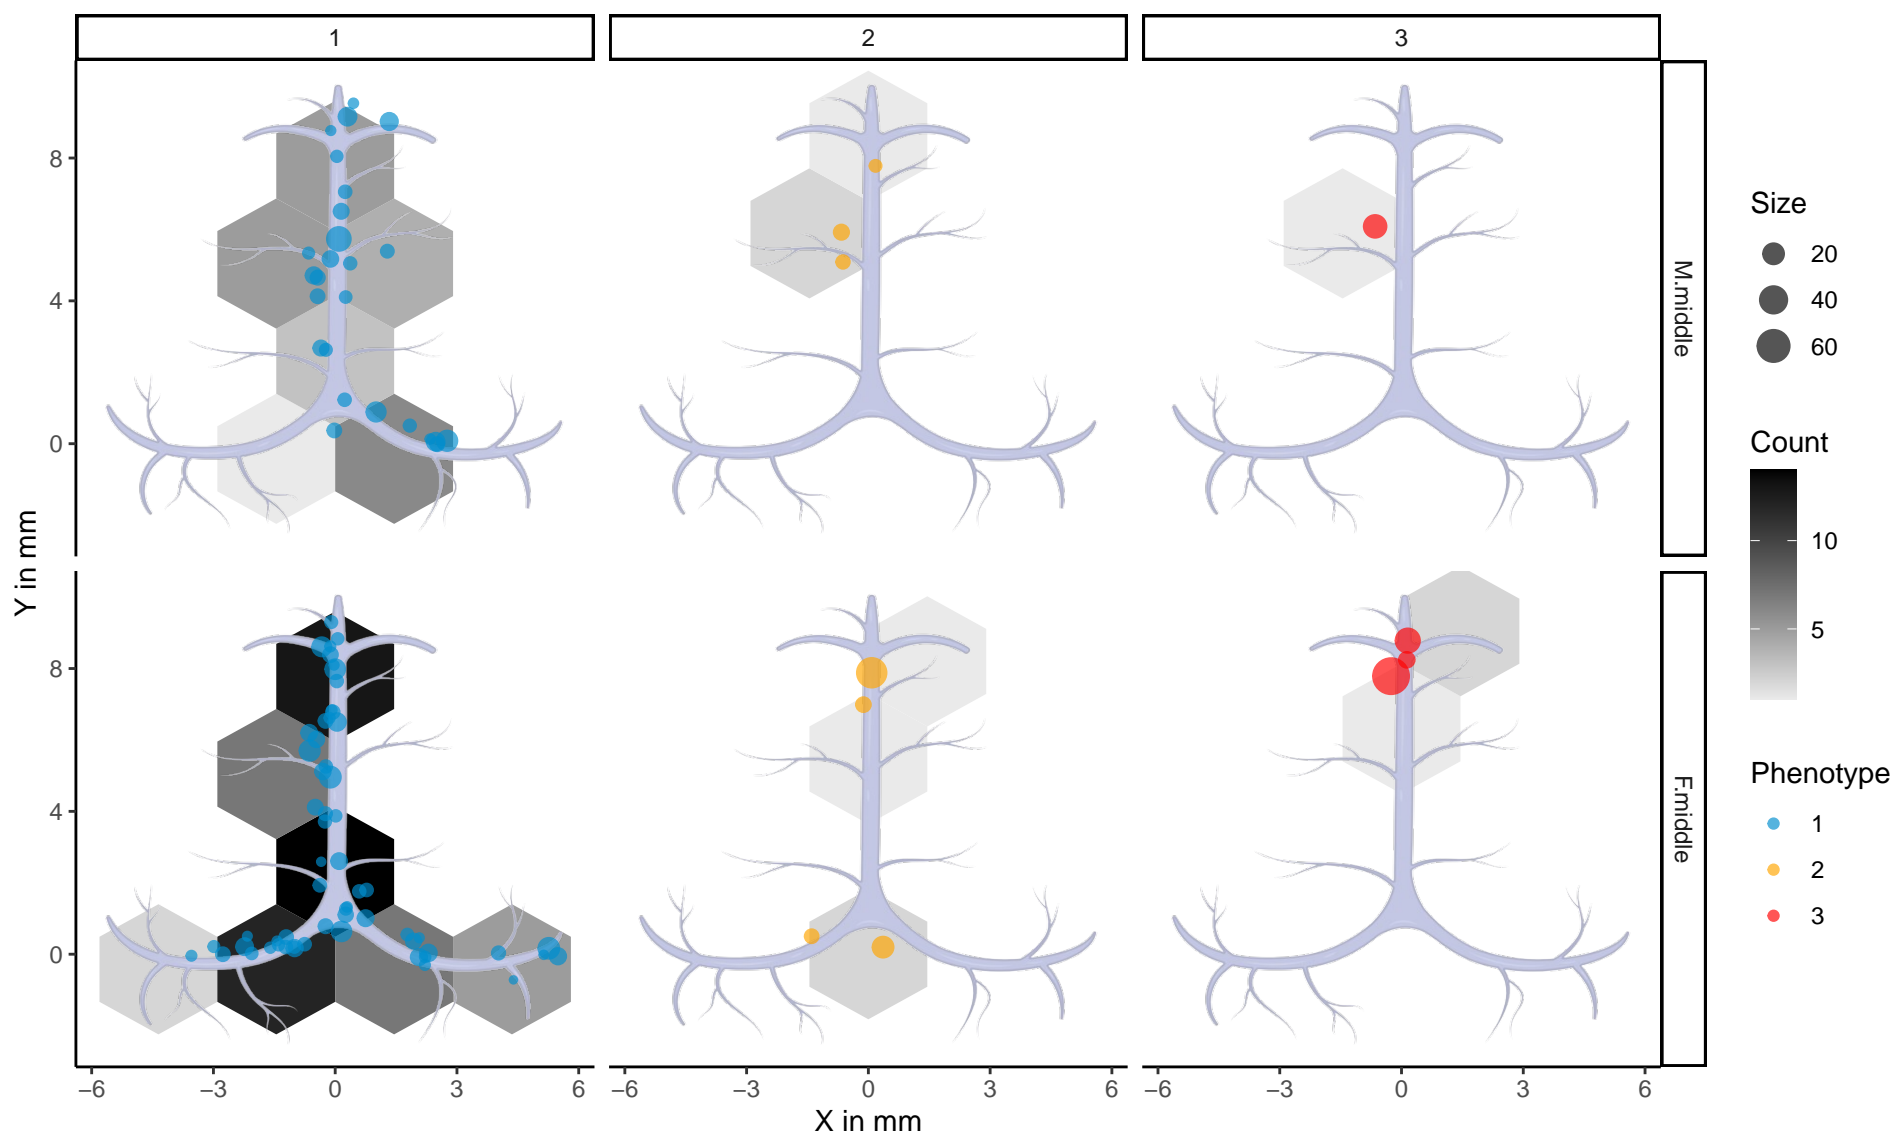 1 2 3
M.middle
F.middle
8
4
0
8
4
0
Y in mm
−6 −3 0 3 6 −6 −3 0 3 6 −6 −3 0 3 6
X in mm
Size
20
40
60
Count
10
5
Phenotype
1
2
3